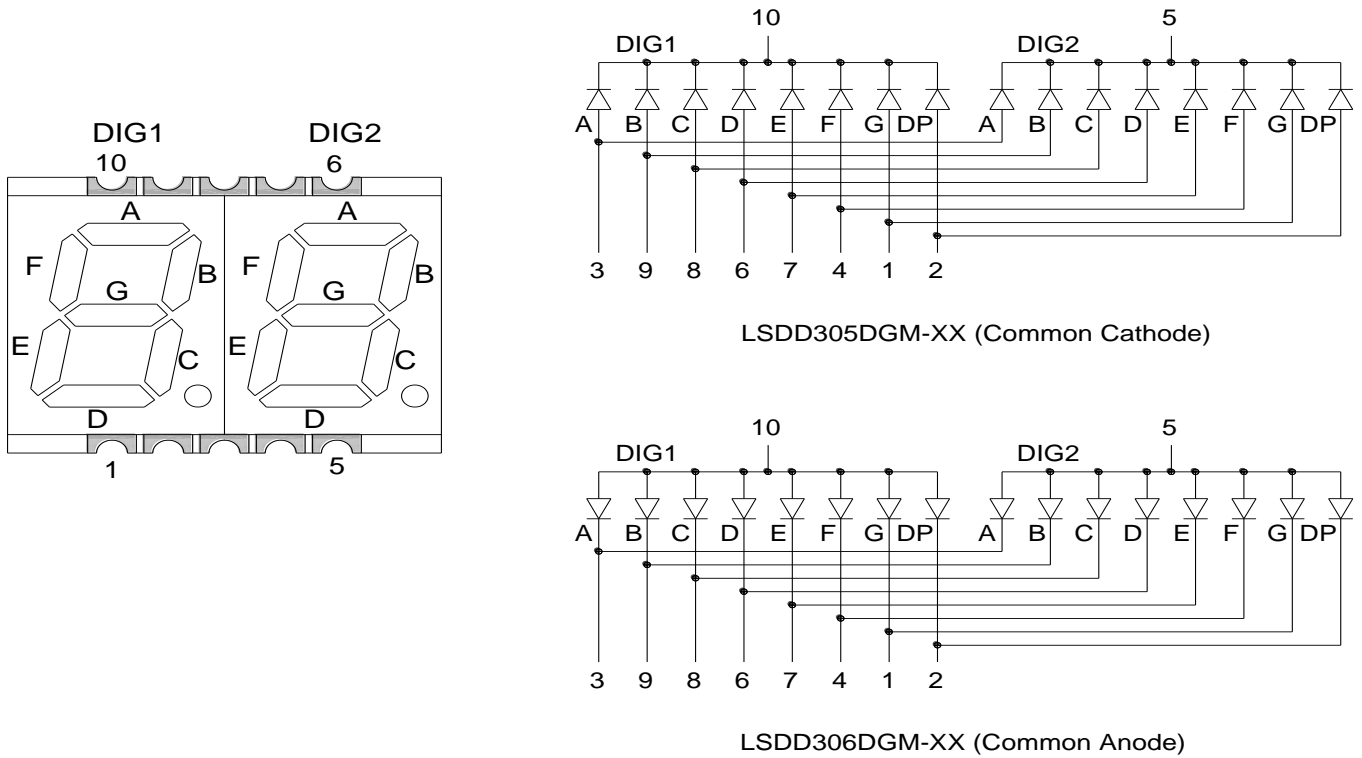 DIG1 DIG2
10 6
A A
F B F B
G G
E C E C
D D
1 5
10 5
DIG1 DIG2
A B C D E F G DP A B C D E F G DP
3 9 8 6 7 4 1 2
LSDD305DGM-XX (Common Cathode)
10 5
DIG1 DIG2
A B C D E F G DP A B C D E F G DP
3 9 8 6 7 4 1 2
LSDD306DGM-XX (Common Anode)